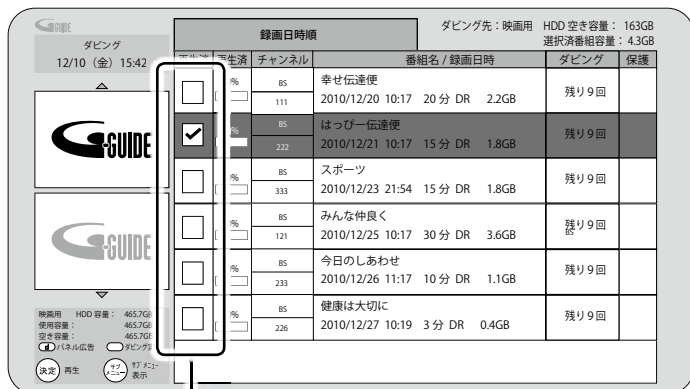 G GUIDE
ダビング
12/10（金）15:42
録画日時順
ダビング先：映画用 HDD 空き容量： 163GB
選択済番組容量： 4.3GB
再生済 チャンネル 番組名 / 録画日時 ダビング 保護
% BS 111 幸せ伝達便
2010/12/20 10:17 20 分 DR 2.2GB 残り 9 回
% BS 222 はっぴー伝達便
2010/12/21 10:17 15 分 DR 1.8GB 残り 9 回
% BS 333 スポーツ
2010/12/23 21:54 15 分 DR 1.8GB 残り 9 回
% BS 121 みんな仲良く
2010/12/25 10:17 30 分 DR 3.6GB 残り 9 回
BS
% BS 233 今日のしあわせ
2010/12/26 11:17 10 分 DR 1.1GB 残り 9 回
% BS 226 健康は大切に
2010/12/27 10:19 3 分 DR 0.4GB 残り 9 回
G-GUIDE
G-GUIDE
映画用 HDD 容量： 465.7GB
使用容量： 465.7G
空き容量： 465.7G
d パネル広告
決定 再生 サブメニュー サブメニュー表示